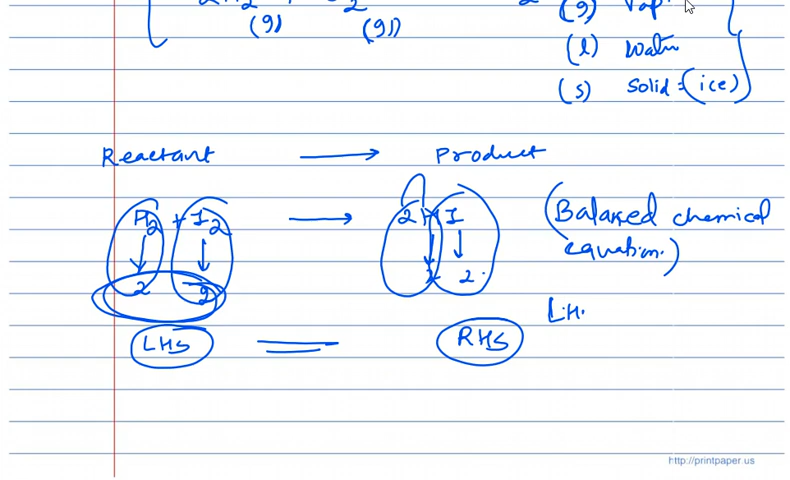 (g) (g) 2 (g) Vap
(l) Water
(s) Solid = (ice)
Reactant → Product
H2 + I2 → 2HI (Balanced chemical
equation.)
2 2 2 2.
L.H.
LHS RHS
http://printpaper.us